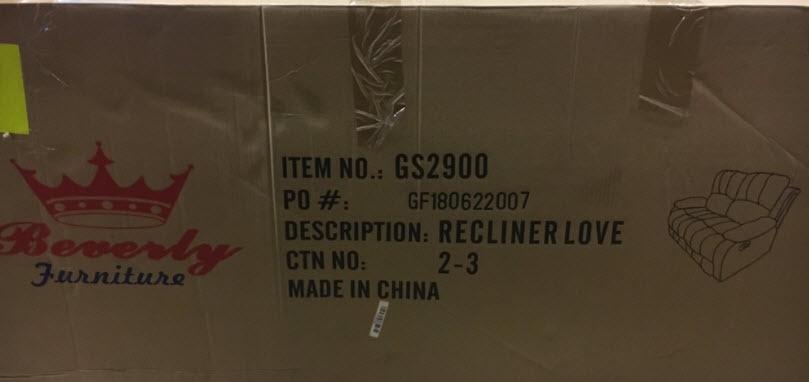 Beverly
Furniture
ITEM NO.: GS2900
PO #: GF180622007
DESCRIPTION: RECLINER LOVE
CTN NO: 2-3
MADE IN CHINA